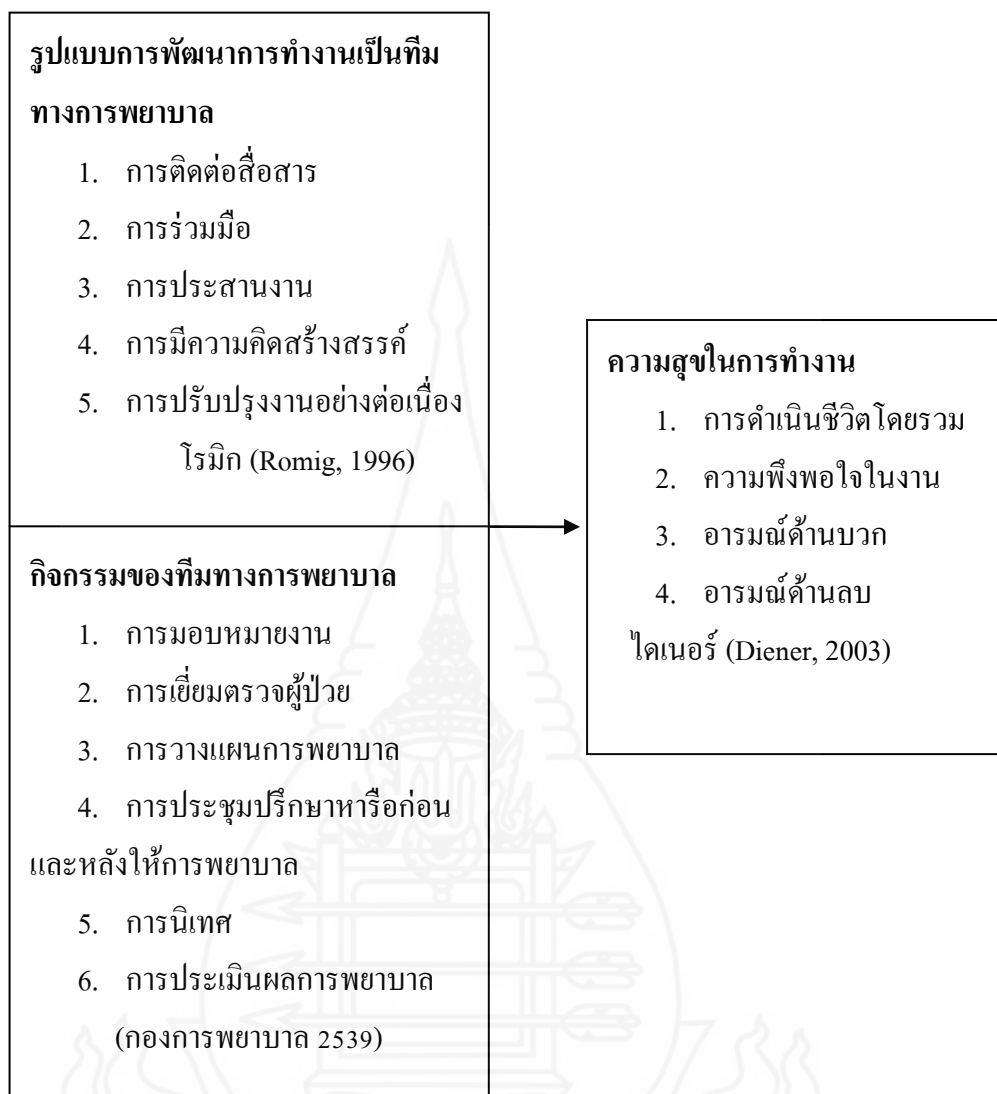 รูปแบบการพัฒนาการทำงานเป็นทีม
ทางการพยาบาล
1. การติดต่อสื่อสาร
2. การร่วมมือ
3. การประสานงาน
4. การมีความคิดสร้างสรรค์
5. การปรับปรุงงานอย่างต่อเนื่อง
โรมิก (Romig, 1996)
กิจกรรมของทีมทางการพยาบาล
1. การมอบหมายงาน
2. การเยี่ยมตรวจผู้ป่วย
3. การวางแผนการพยาบาล
4. การประชุมปรึกษาหารือก่อน
และหลังให้การพยาบาล
5. การนิเทศ
6. การประเมินผลการพยาบาล
(กองการพยาบาล 2539)
ความสุขในการทำงาน
1. การดำเนินชีวิตโดยรวม
2. ความพึงพอใจในงาน
3. อารมณ์ด้านบวก
4. อารมณ์ด้านลบ
ไดเนอร์ (Diener, 2003)